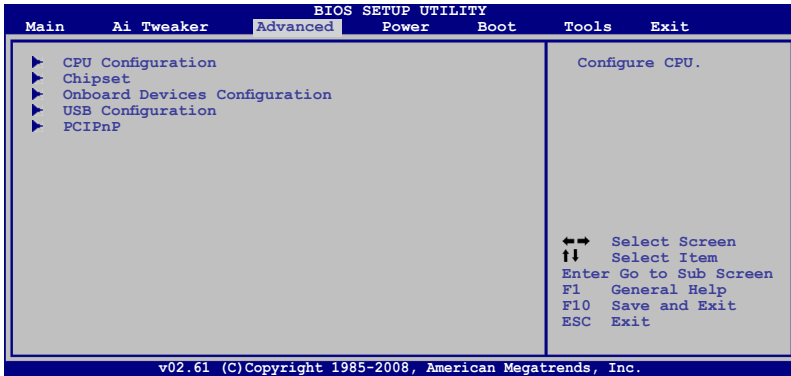 BIOS SETUP UTILITY
Main Ai Tweaker Advanced Power Boot Tools Exit
CPU Configuration
Chipset
Onboard Devices Configuration
USB Configuration
PCIPnP
Configure CPU.
Select Screen
Select Item
Enter Go to Sub Screen
F1 General Help
F10 Save and Exit
ESC Exit
v02.61 (C)Copyright 1985-2008, American Megatrends, Inc.